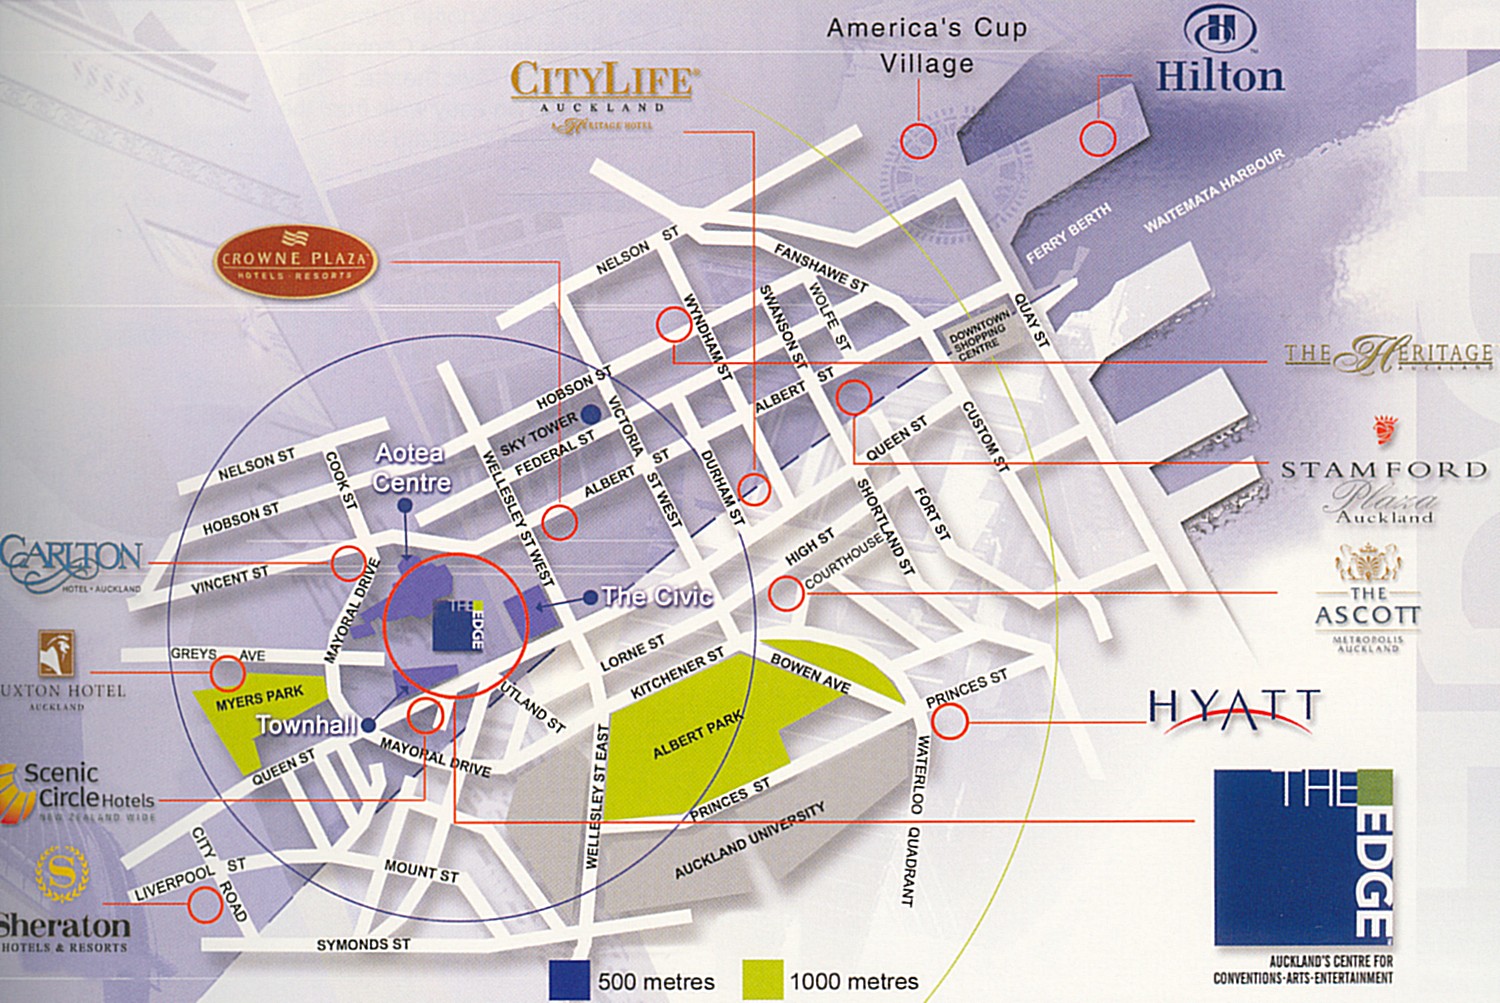 America's Cup
Village
Hilton
CITYLIFE
AUCKLAND
A HERITAGE HOTEL
CROWNE PLAZA
HOTELS · RESORTS
WAITEMATA HARBOUR
FERRY BERTH
NELSON ST
FANSHAWE ST
WYNDHAM ST
SWANSON ST
WOLFE ST
QUAY ST
DOWNTOWN
SHOPPING
CENTRE
THE HERITAGE
AUCKLAND
HOBSON ST
SKY TOWER
FEDERAL ST
VICTORIA ST WEST
ALBERT ST
ALBERT ST
QUEEN ST
CUSTOM ST
STAMFORD
Plaza
Auckland
NELSON ST
COOK ST
Aotea
Centre
HOBSON ST
WELLESLEY ST WEST
DURHAM ST
SHORTLAND ST
FORT ST
HIGH ST
COURTHOUSE
CARLTON
HOTEL · AUCKLAND
VINCENT ST
MAYORAL DRIVE
THE
EDGE
The Civic
THE
ASCOTT
METROPOLIS
AUCKLAND
GREYS AVE
MYERS PARK
UXTON HOTEL
AUCKLAND
LORNE ST
KITCHENER ST
BOWEN AVE
PRINCES ST
HYATT
Townhall
UTLAND ST
ALBERT PARK
MAYORAL DRIVE
QUEEN ST
WELLESLEY ST EAST
PRINCES ST
AUCKLAND UNIVERSITY
WATERLOO QUADRANT
Scenic
Circle Hotels
NEW ZEALAND WIDE
CITY ROAD
LIVERPOOL ST
MOUNT ST
S
Sheraton
HOTELS & RESORTS
SYMONDS ST
THE
EDGE
AUCKLAND'S CENTRE FOR
CONVENTIONS·ARTS·ENTERTAINMENT
500 metres
1000 metres